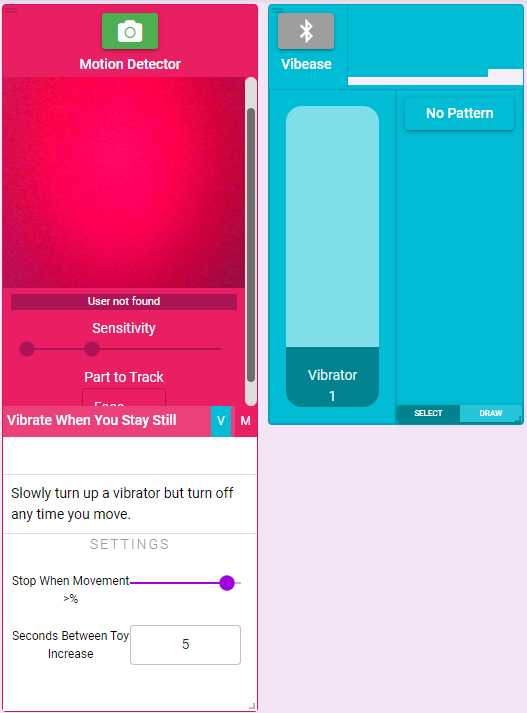 Motion Detector
User not found
Sensitivity
Part to Track
Vibrate When You Stay Still
V
M
Slowly turn up a vibrator but turn off
any time you move.
SETTINGS
Stop When Movement
>%
Seconds Between Toy
Increase
5
Vibease
No Pattern
Vibrator
1
SELECT
DRAW